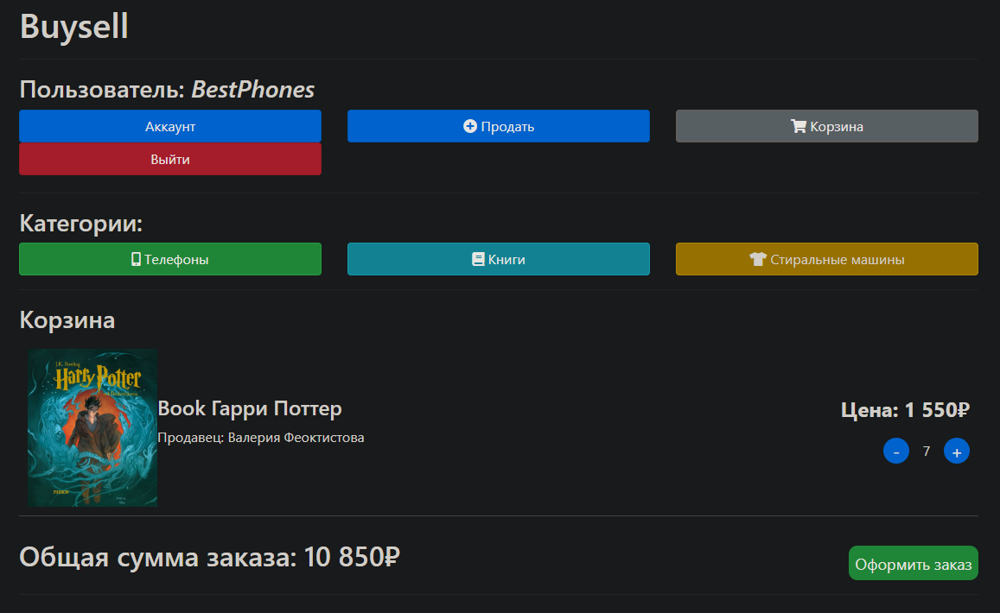 Buysell
Пользователь: BestPhones
Аккаунт
Продать
Корзина
Выйти
Категории:
Телефоны
Книги
Стиральные машины
Корзина
J.K. Rowling
Harry Potter
TIDEN
Book Гарри Поттер
Продавец: Валерия Феоктистова
Цена: 1 550₽
- 7 +
Общая сумма заказа: 10 850₽
Оформить заказ